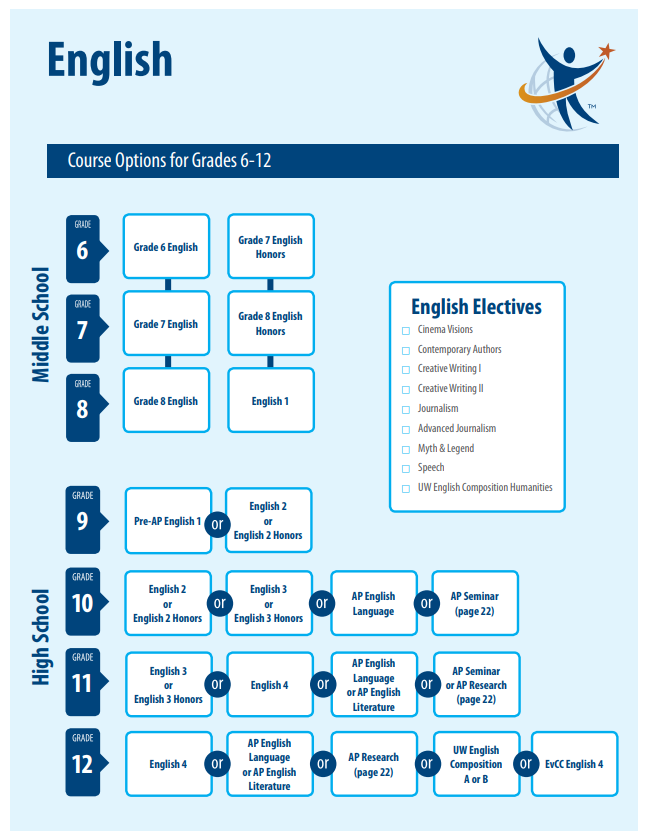 English
TM
Course Options for Grades 6-12
Middle School
GRADE
6
Grade 6 English
Grade 7 English
Honors
GRADE
7
Grade 7 English
Grade 8 English
Honors
GRADE
8
Grade 8 English
English 1
English Electives
Cinema Visions
Contemporary Authors
Creative Writing I
Creative Writing II
Journalism
Advanced Journalism
Myth & Legend
Speech
UW English Composition Humanities
High School
GRADE
9
Pre-AP English 1
or
English 2
or
English 2 Honors
GRADE
10
English 2
or
English 2 Honors
or
English 3
or
English 3 Honors
or
AP English
Language
or
AP Seminar
(page 22)
GRADE
11
English 3
or
English 3 Honors
or
English 4
or
AP English
Language
or AP English
Literature
or
AP Seminar
or AP Research
(page 22)
GRADE
12
English 4
or
AP English
Language
or AP English
Literature
or
AP Research
(page 22)
or
UW English
Composition
A or B
or
EvCC English 4